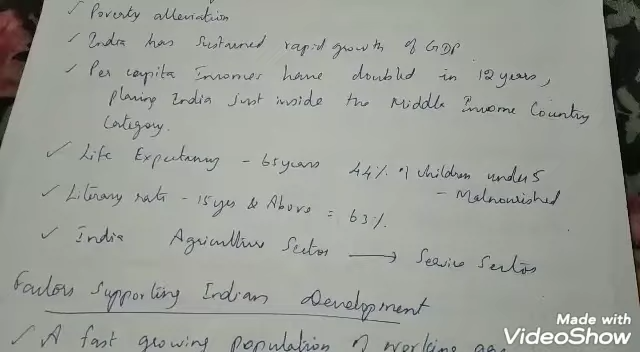 ✓ Poverty alleviation
✓ India has sustained rapid growth of GDP
✓ Per capita Incomes have doubled in 12 years,
placing India just inside the Middle Income Country
Category.
✓ Life Expectancy - 65 years 44% of children under 5
- Malnourished
✓ Literary rate - 15 yrs & Above = 63%.
✓ India Agriculture Sector → Service Sector
Factors Supporting Indian Development
✓ A fast growing population of working age
Made with
VideoShow